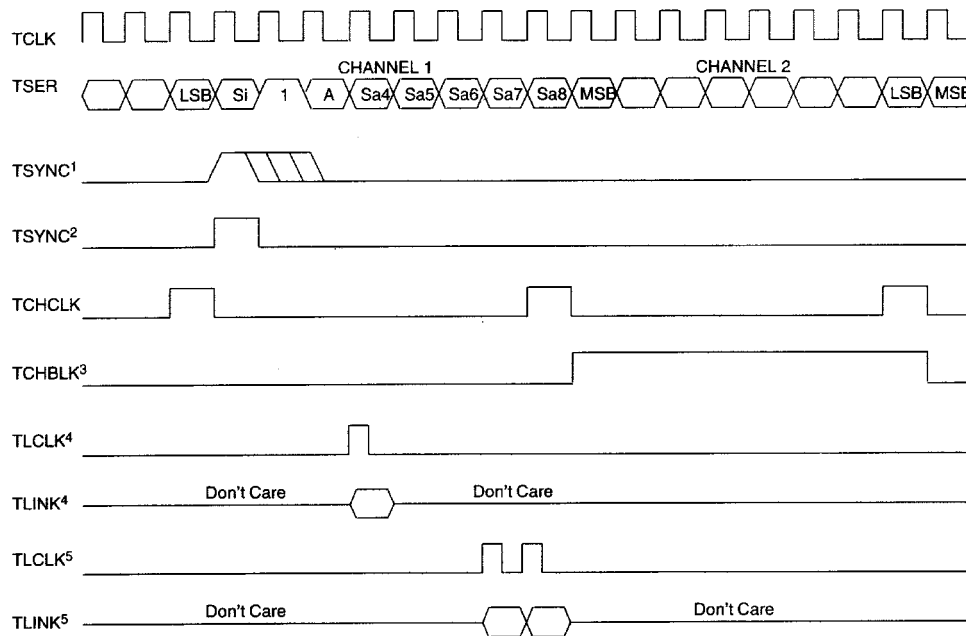 TCLK
CHANNEL 1 CHANNEL 2
TSER LSB Si 1 A Sa4 Sa5 Sa6 Sa7 Sa8 MSB LSB MSB
TSYNC¹
TSYNC²
TCHCLK
TCHBLK³
TLCLK⁴
Don't Care Don't Care
TLINK⁴
TLCLK⁵
Don't Care Don't Care
TLINK⁵